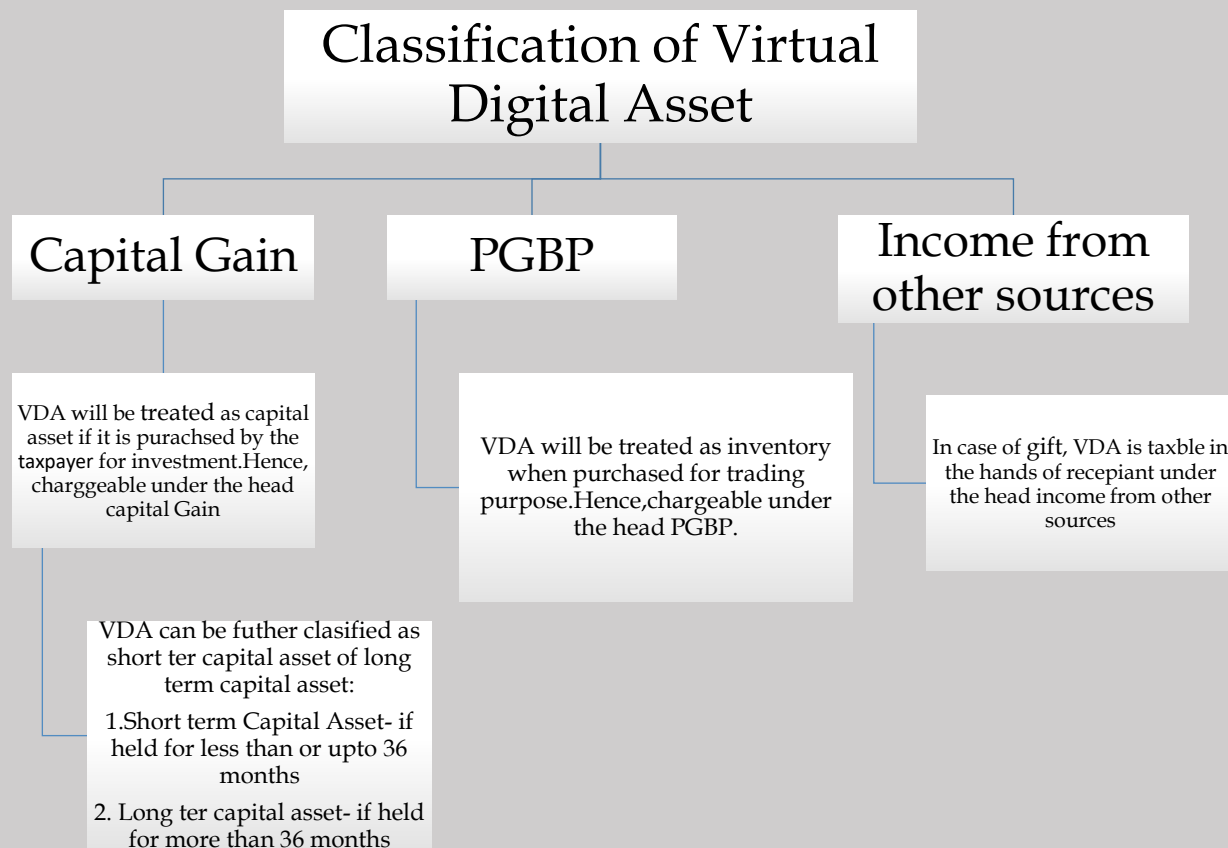 Classification of Virtual
Digital Asset
Capital Gain
PGBP
Income from
other sources
VDA will be treated as capital
asset if it is purachsed by the
taxpayer for investment.Hence,
charggeable under the head
capital Gain
VDA will be treated as inventory
when purchased for trading
purpose.Hence,chargeable under
the head PGBP.
In case of gift, VDA is taxble in
the hands of recepiant under
the head income from other
sources
VDA can be futher clasified as
short ter capital asset of long
term capital asset:
1.Short term Capital Asset- if
held for less than or upto 36
months
2. Long ter capital asset- if held
for more than 36 months